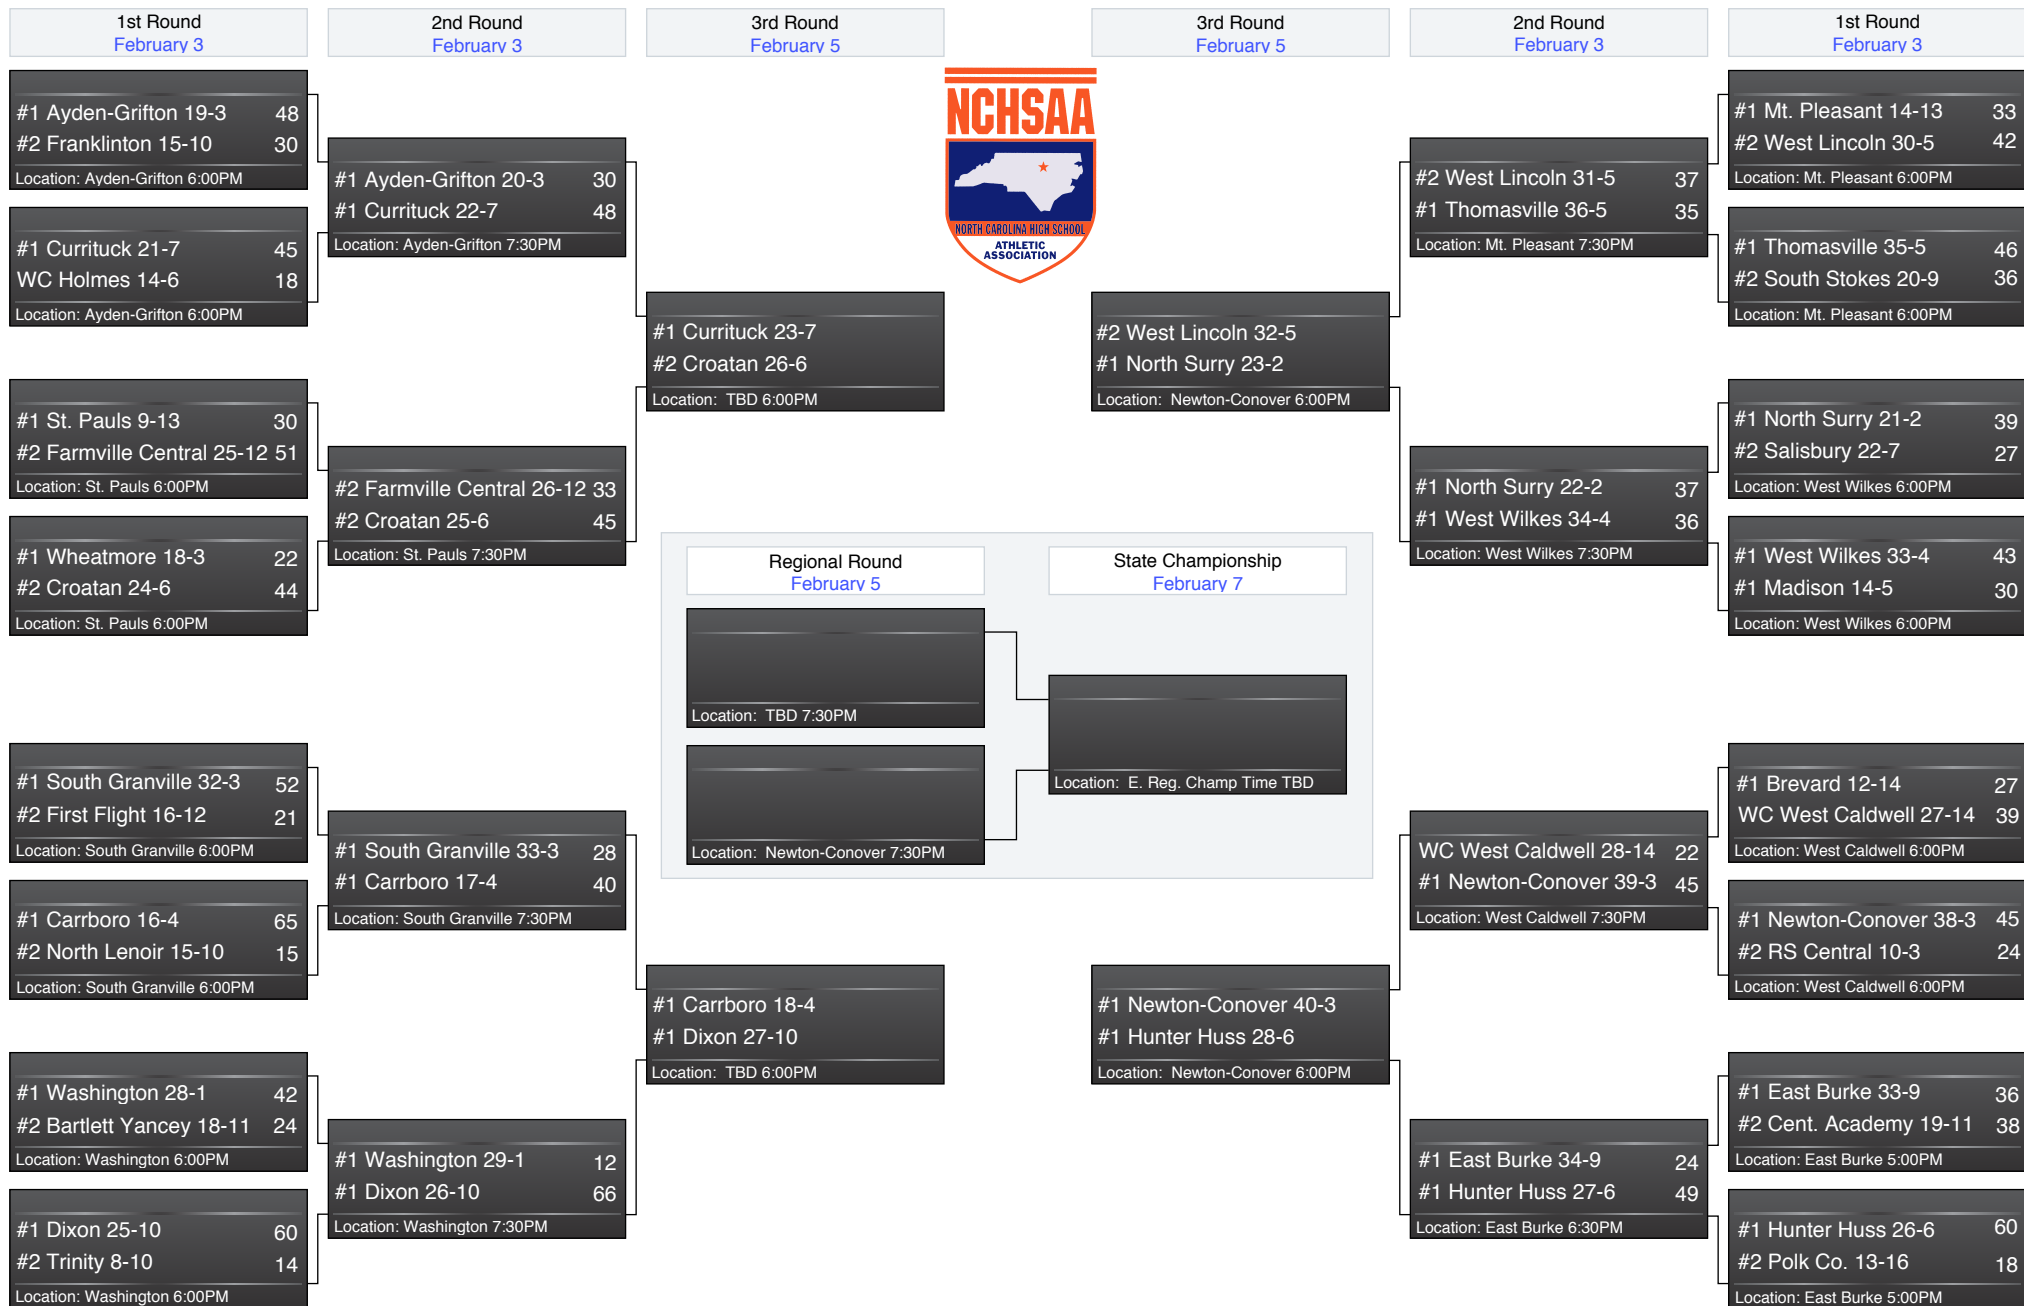 1st Round
February 3
2nd Round
February 3
3rd Round
February 5
3rd Round
February 5
2nd Round
February 3
1st Round
February 3
#1 Ayden-Grifton 19-3 48
#2 Franklinton 15-10 30
Location: Ayden-Grifton 6:00PM
#1 Currituck 21-7 45
WC Holmes 14-6 18
Location: Ayden-Grifton 6:00PM
#1 St. Pauls 9-13 30
#2 Farmville Central 25-12 51
Location: St. Pauls 6:00PM
#1 Wheatmore 18-3 22
#2 Croatan 24-6 44
Location: St. Pauls 6:00PM
#1 South Granville 32-3 52
#2 First Flight 16-12 21
Location: South Granville 6:00PM
#1 Carrboro 16-4 65
#2 North Lenoir 15-10 15
Location: South Granville 6:00PM
#1 Washington 28-1 42
#2 Bartlett Yancey 18-11 24
Location: Washington 6:00PM
#1 Dixon 25-10 60
#2 Trinity 8-10 14
Location: Washington 6:00PM
#1 Ayden-Grifton 20-3 30
#1 Currituck 22-7 48
Location: Ayden-Grifton 7:30PM
#2 Farmville Central 26-12 33
#2 Croatan 25-6 45
Location: St. Pauls 7:30PM
#1 South Granville 33-3 28
#1 Carrboro 17-4 40
Location: South Granville 7:30PM
#1 Washington 29-1 12
#1 Dixon 26-10 66
Location: Washington 7:30PM
#1 Currituck 23-7
#2 Croatan 26-6
Location: TBD 6:00PM
#1 Carrboro 18-4
#1 Dixon 27-10
Location: TBD 6:00PM
NCHSAA
NORTH CAROLINA HIGH SCHOOL
ATHLETIC
ASSOCIATION
Regional Round
February 5
State Championship
February 7
Location: TBD 7:30PM
Location: Newton-Conover 7:30PM
Location: E. Reg. Champ Time TBD
#2 West Lincoln 32-5
#1 North Surry 23-2
Location: Newton-Conover 6:00PM
#1 Newton-Conover 40-3
#1 Hunter Huss 28-6
Location: Newton-Conover 6:00PM
#2 West Lincoln 31-5 37
#1 Thomasville 36-5 35
Location: Mt. Pleasant 7:30PM
#1 North Surry 22-2 37
#1 West Wilkes 34-4 36
Location: West Wilkes 7:30PM
WC West Caldwell 28-14 22
#1 Newton-Conover 39-3 45
Location: West Caldwell 7:30PM
#1 East Burke 34-9 24
#1 Hunter Huss 27-6 49
Location: East Burke 6:30PM
#1 Mt. Pleasant 14-13 33
#2 West Lincoln 30-5 42
Location: Mt. Pleasant 6:00PM
#1 Thomasville 35-5 46
#2 South Stokes 20-9 36
Location: Mt. Pleasant 6:00PM
#1 North Surry 21-2 39
#2 Salisbury 22-7 27
Location: West Wilkes 6:00PM
#1 West Wilkes 33-4 43
#1 Madison 14-5 30
Location: West Wilkes 6:00PM
#1 Brevard 12-14 27
WC West Caldwell 27-14 39
Location: West Caldwell 6:00PM
#1 Newton-Conover 38-3 45
#2 RS Central 10-3 24
Location: West Caldwell 6:00PM
#1 East Burke 33-9 36
#2 Cent. Academy 19-11 38
Location: East Burke 5:00PM
#1 Hunter Huss 26-6 60
#2 Polk Co. 13-16 18
Location: East Burke 5:00PM